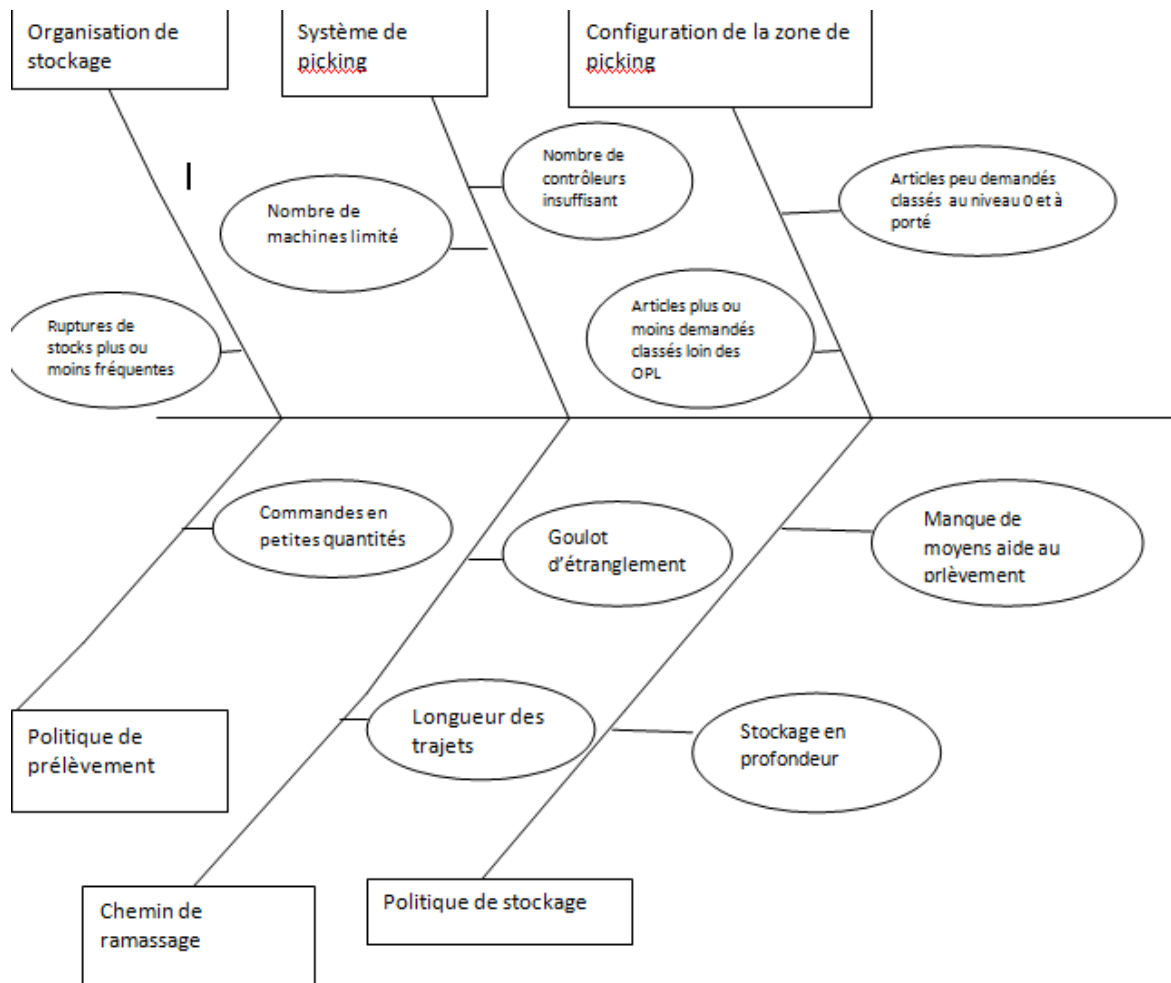 Organisation de
stockage
Système de
picking
Configuration de la zone de
picking
Nombre de
contrôleurs
insuffisant
Articles peu demandés
classés au niveau 0 et à
porté
Nombre de
machines limité
Articles plus ou
moins demandés
classés loin des
OPL
Ruptures de
stocks plus ou
moins fréquentes
Commandes en
petites quantités
Goulot
d'étranglement
Manque de
moyens aide au
prlèvement
Longueur des
trajets
Stockage en
profondeur
Politique de
prélèvement
Chemin de
ramassage
Politique de stockage